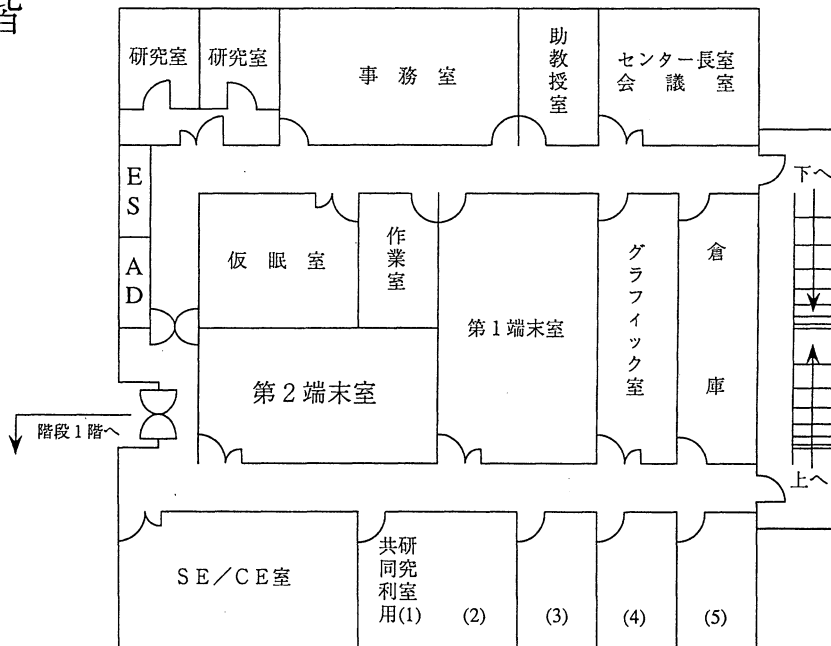 階
研究室
研究室
事務室
助教授室
センター長室
会議室
ES
AD
仮眠室
作業室
第1端末室
グラフィック室
倉庫
下へ
第2端末室
階段1階へ
上へ
SE/CE室
共同利用研究室
(1)
(2)
(3)
(4)
(5)